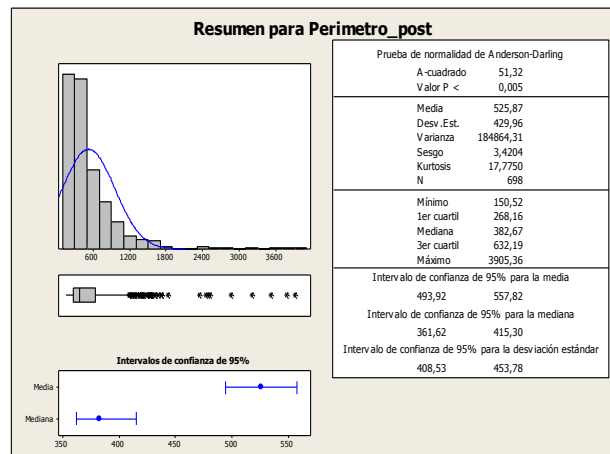 Resumen para Perimetro_post
600 1200 1800 2400 3000 3600
Intervalos de confianza de 95%
Media
Mediana
350 400 450 500 550
Prueba de normalidad de Anderson-Darling
A-cuadrado 51,32
Valor P < 0,005
Media 525,87
Desv.Est. 429,96
Varianza 184864,31
Sesgo 3,4204
Kurtosis 17,7750
N 698
Mínimo 150,52
1er cuartil 268,16
Mediana 382,67
3er cuartil 632,19
Máximo 3905,36
Intervalo de confianza de 95% para la media
493,92 557,82
Intervalo de confianza de 95% para la mediana
361,62 415,30
Intervalo de confianza de 95% para la desviación estándar
408,53 453,78